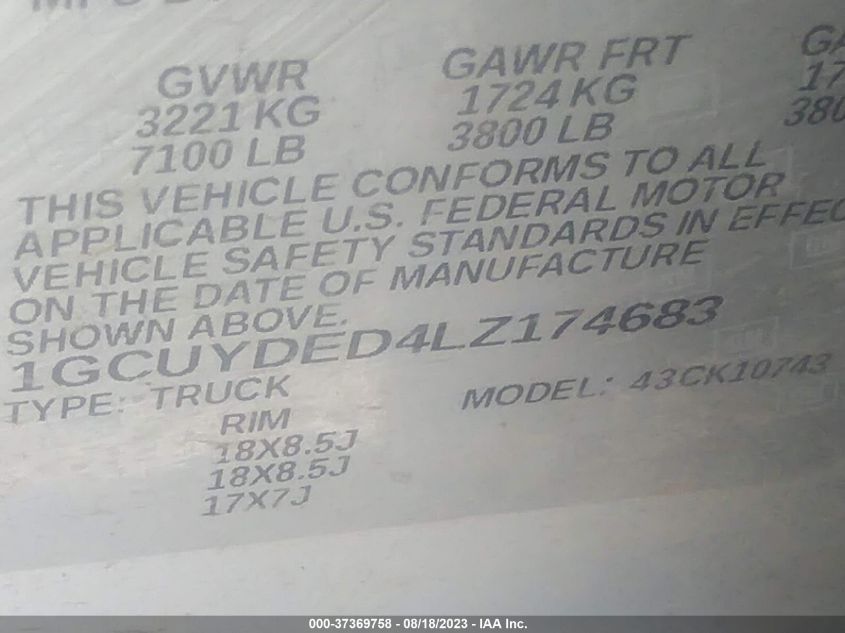 GVWR GAWR FRT
3221 KG 1724 KG
7100 LB 3800 LB
THIS VEHICLE CONFORMS TO ALL
APPLICABLE U.S. FEDERAL MOTOR
VEHICLE SAFETY STANDARDS IN EFFEC
ON THE DATE OF MANUFACTURE
SHOWN ABOVE.
1GCUYDED4LZ174683
TYPE: TRUCK MODEL: 43CK10743
RIM
18X8.5J
18X8.5J
17X7J
000-37369758 - 08/18/2023 - IAA Inc.